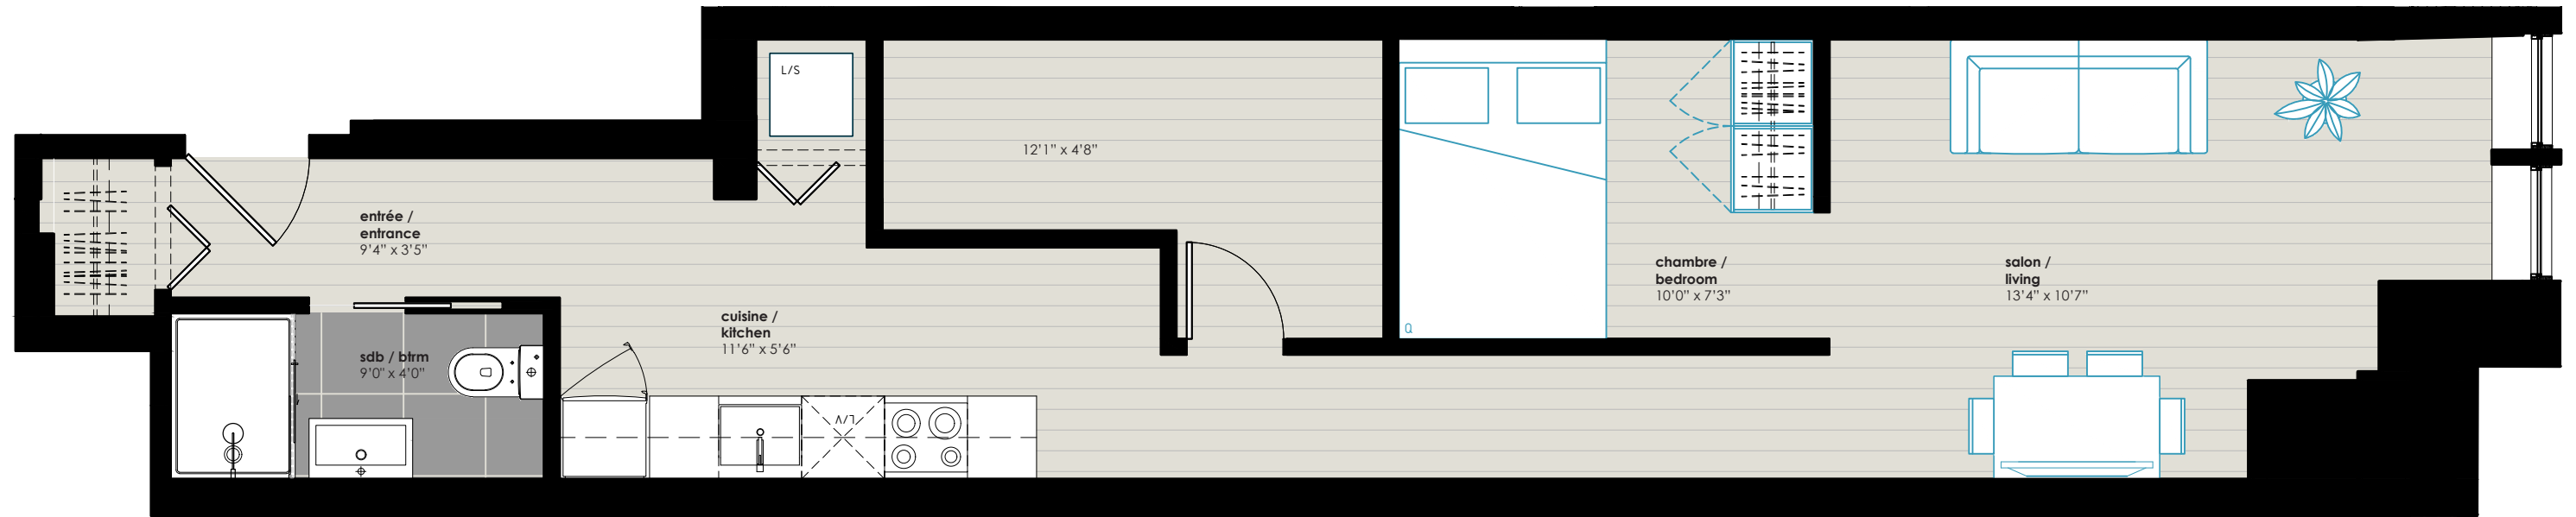 L/S
12'1" x 4'8"
entrée /
entrance
9'4" x 3'5"
chambre /
bedroom
10'0" x 7'3"
salon /
living
13'4" x 10'7"
cuisine /
kitchen
11'6" x 5'6"
sdb / btrm
9'0" x 4'0"
Q
L/V